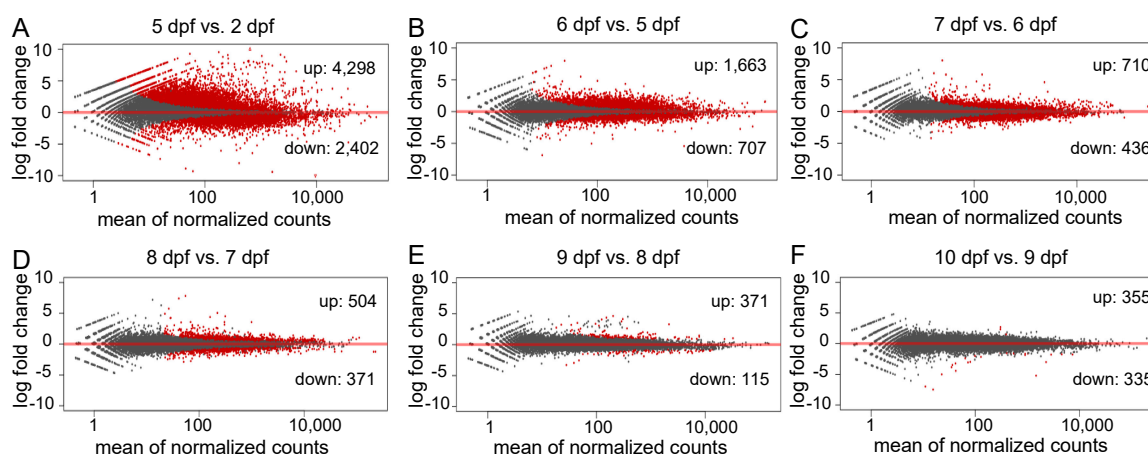 A
5 dpf vs. 2 dpf
log fold change
10
5
0
-5
-10
up: 4,298
down: 2,402
1
100
10,000
mean of normalized counts
B
6 dpf vs. 5 dpf
log fold change
10
5
0
-5
-10
up: 1,663
down: 707
1
100
10,000
mean of normalized counts
C
7 dpf vs. 6 dpf
log fold change
10
5
0
-5
-10
up: 710
down: 436
1
100
10,000
mean of normalized counts
D
8 dpf vs. 7 dpf
log fold change
10
5
0
-5
-10
up: 504
down: 371
1
100
10,000
mean of normalized counts
E
9 dpf vs. 8 dpf
log fold change
10
5
0
-5
-10
up: 371
down: 115
1
100
10,000
mean of normalized counts
F
10 dpf vs. 9 dpf
log fold change
10
5
0
-5
-10
up: 355
down: 335
1
100
10,000
mean of normalized counts